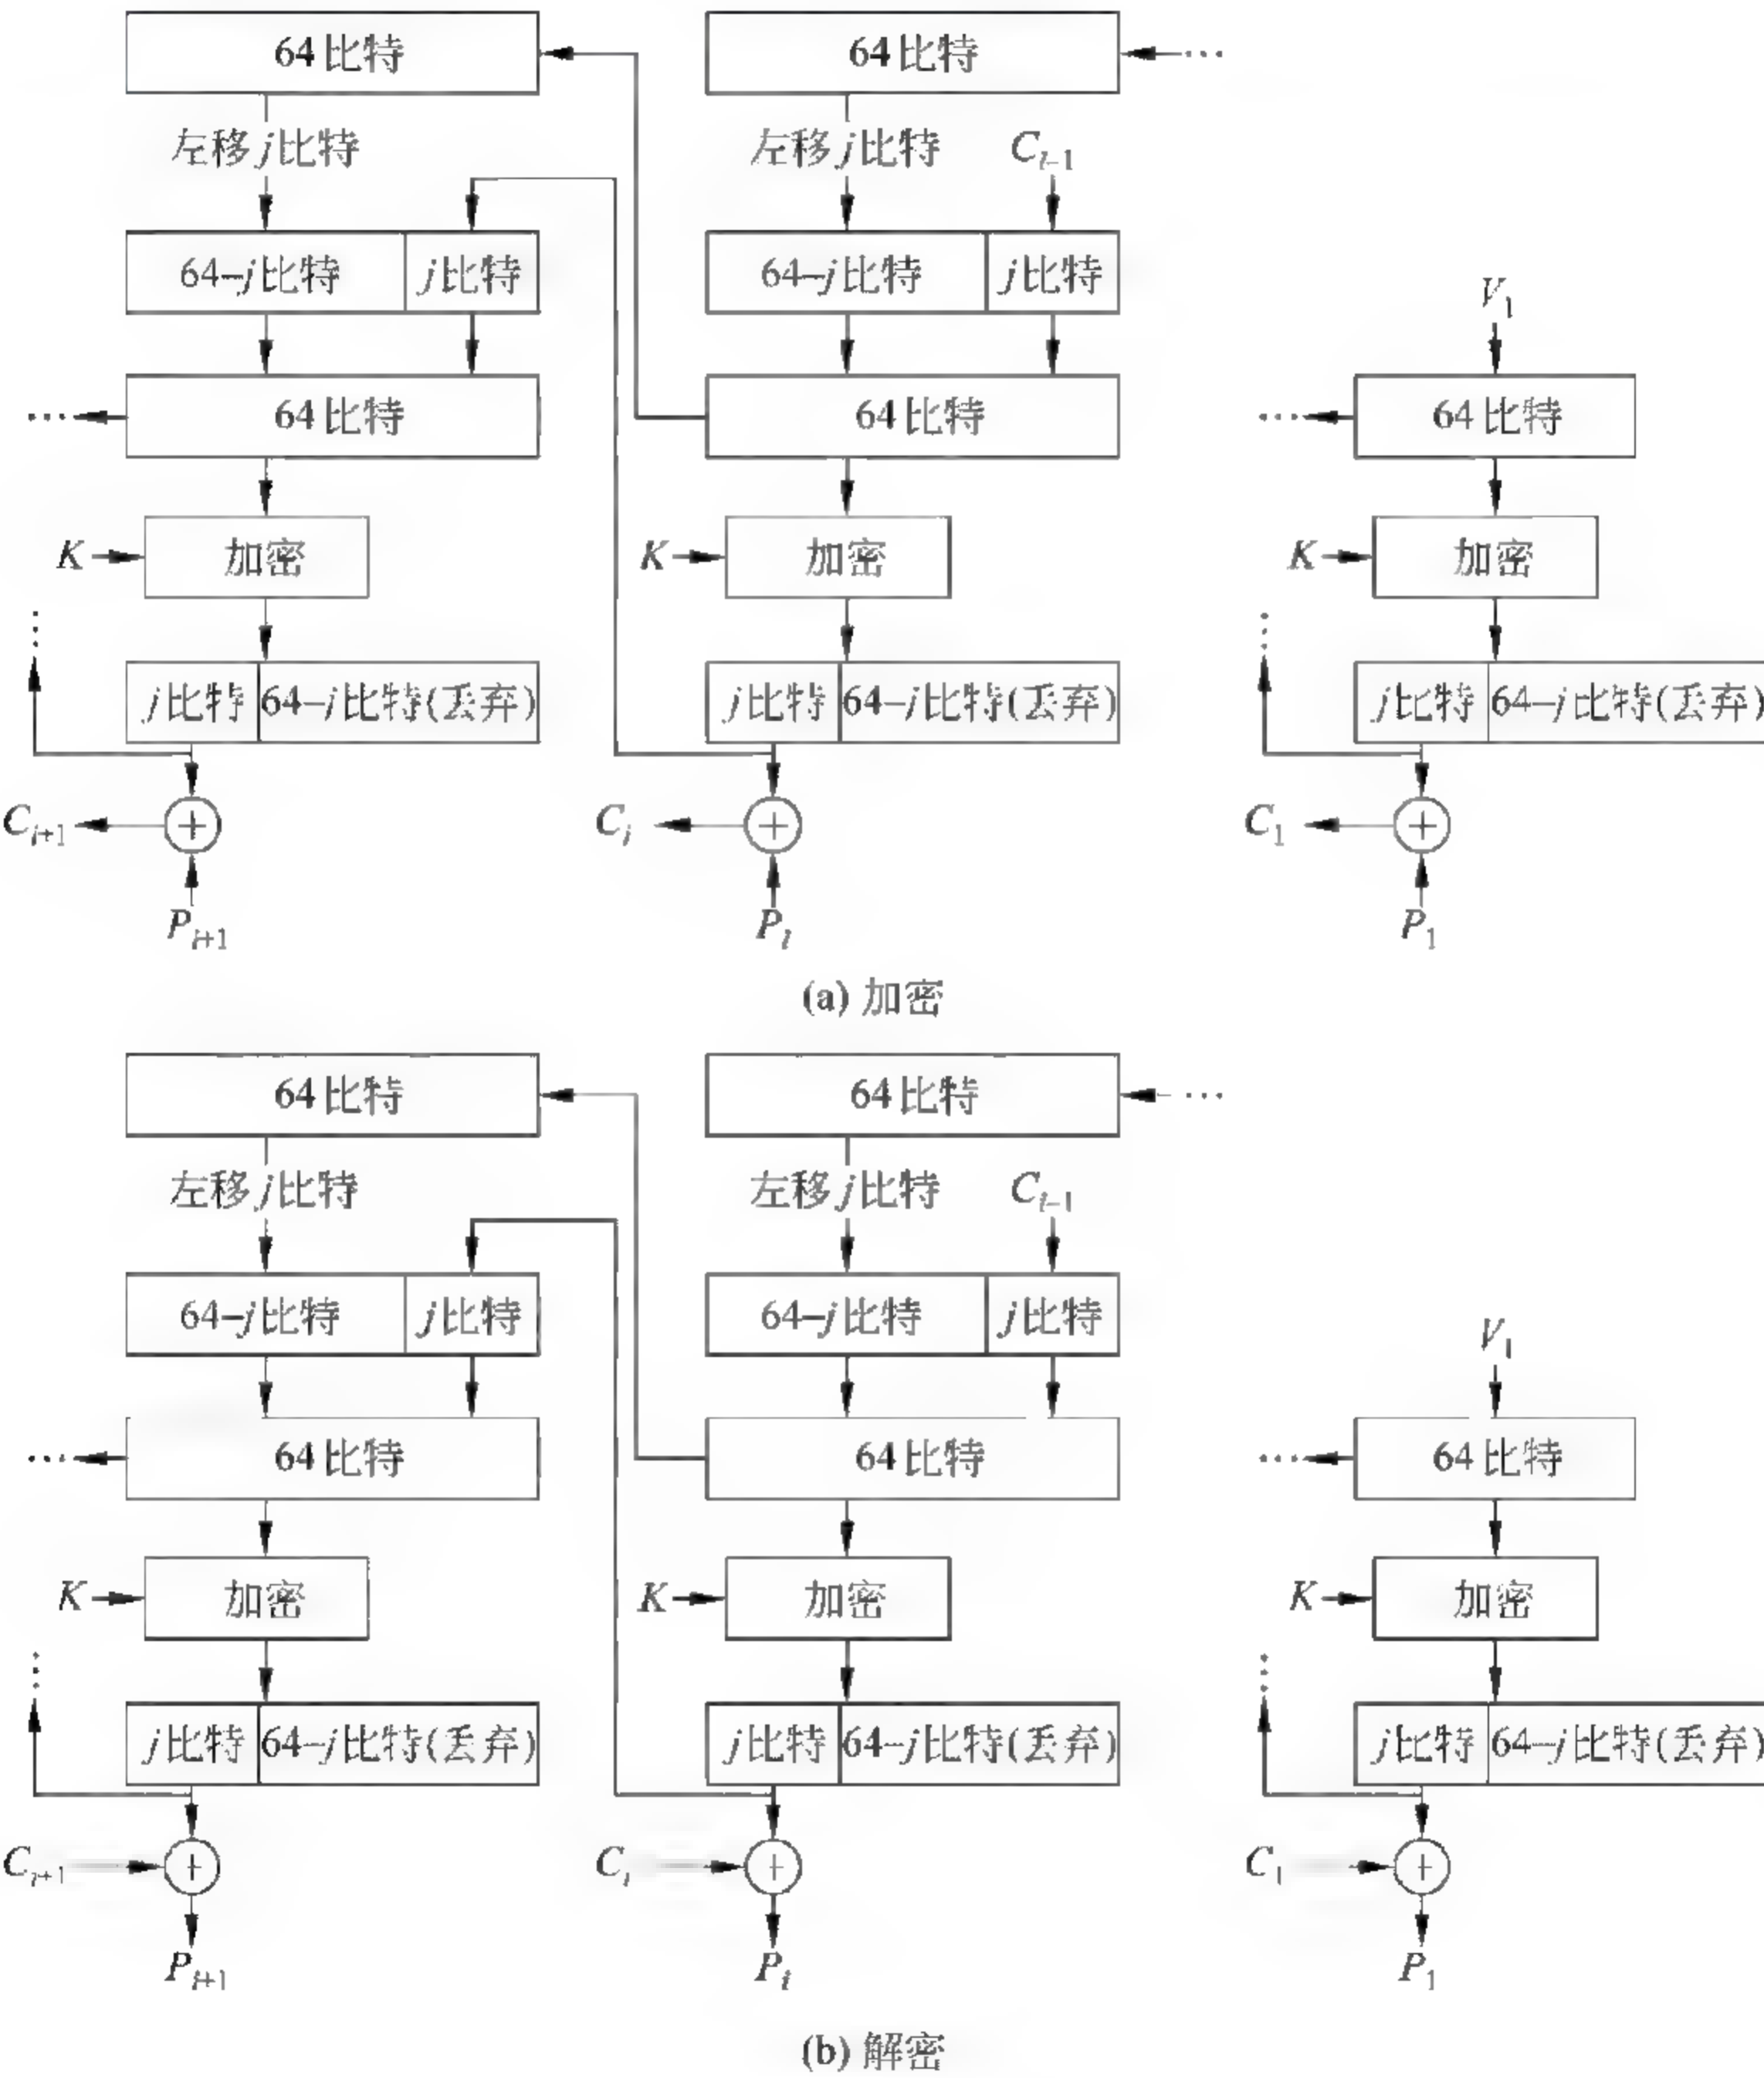 64比特 64比特 ...
左移j比特 左移j比特 C_{i-1}
64-j比特 j比特 64-j比特 j比特 V_1
... 64比特 64比特 ... 64比特
K 加密 K 加密 K 加密
j比特 64-j比特(丢弃) j比特 64-j比特(丢弃) j比特 64-j比特(丢弃)
C_{i+1} + C_i + C_1 +
P_{i+1} P_i P_1
(a) 加密
64比特 64比特 ...
左移j比特 左移j比特 C_{i-1}
64-j比特 j比特 64-j比特 j比特 V_1
... 64比特 64比特 ... 64比特
K 加密 K 加密 K 加密
j比特 64-j比特(丢弃) j比特 64-j比特(丢弃) j比特 64-j比特(丢弃)
C_{i+1} + C_i + C_1 +
P_{i+1} P_i P_1
(b) 解密